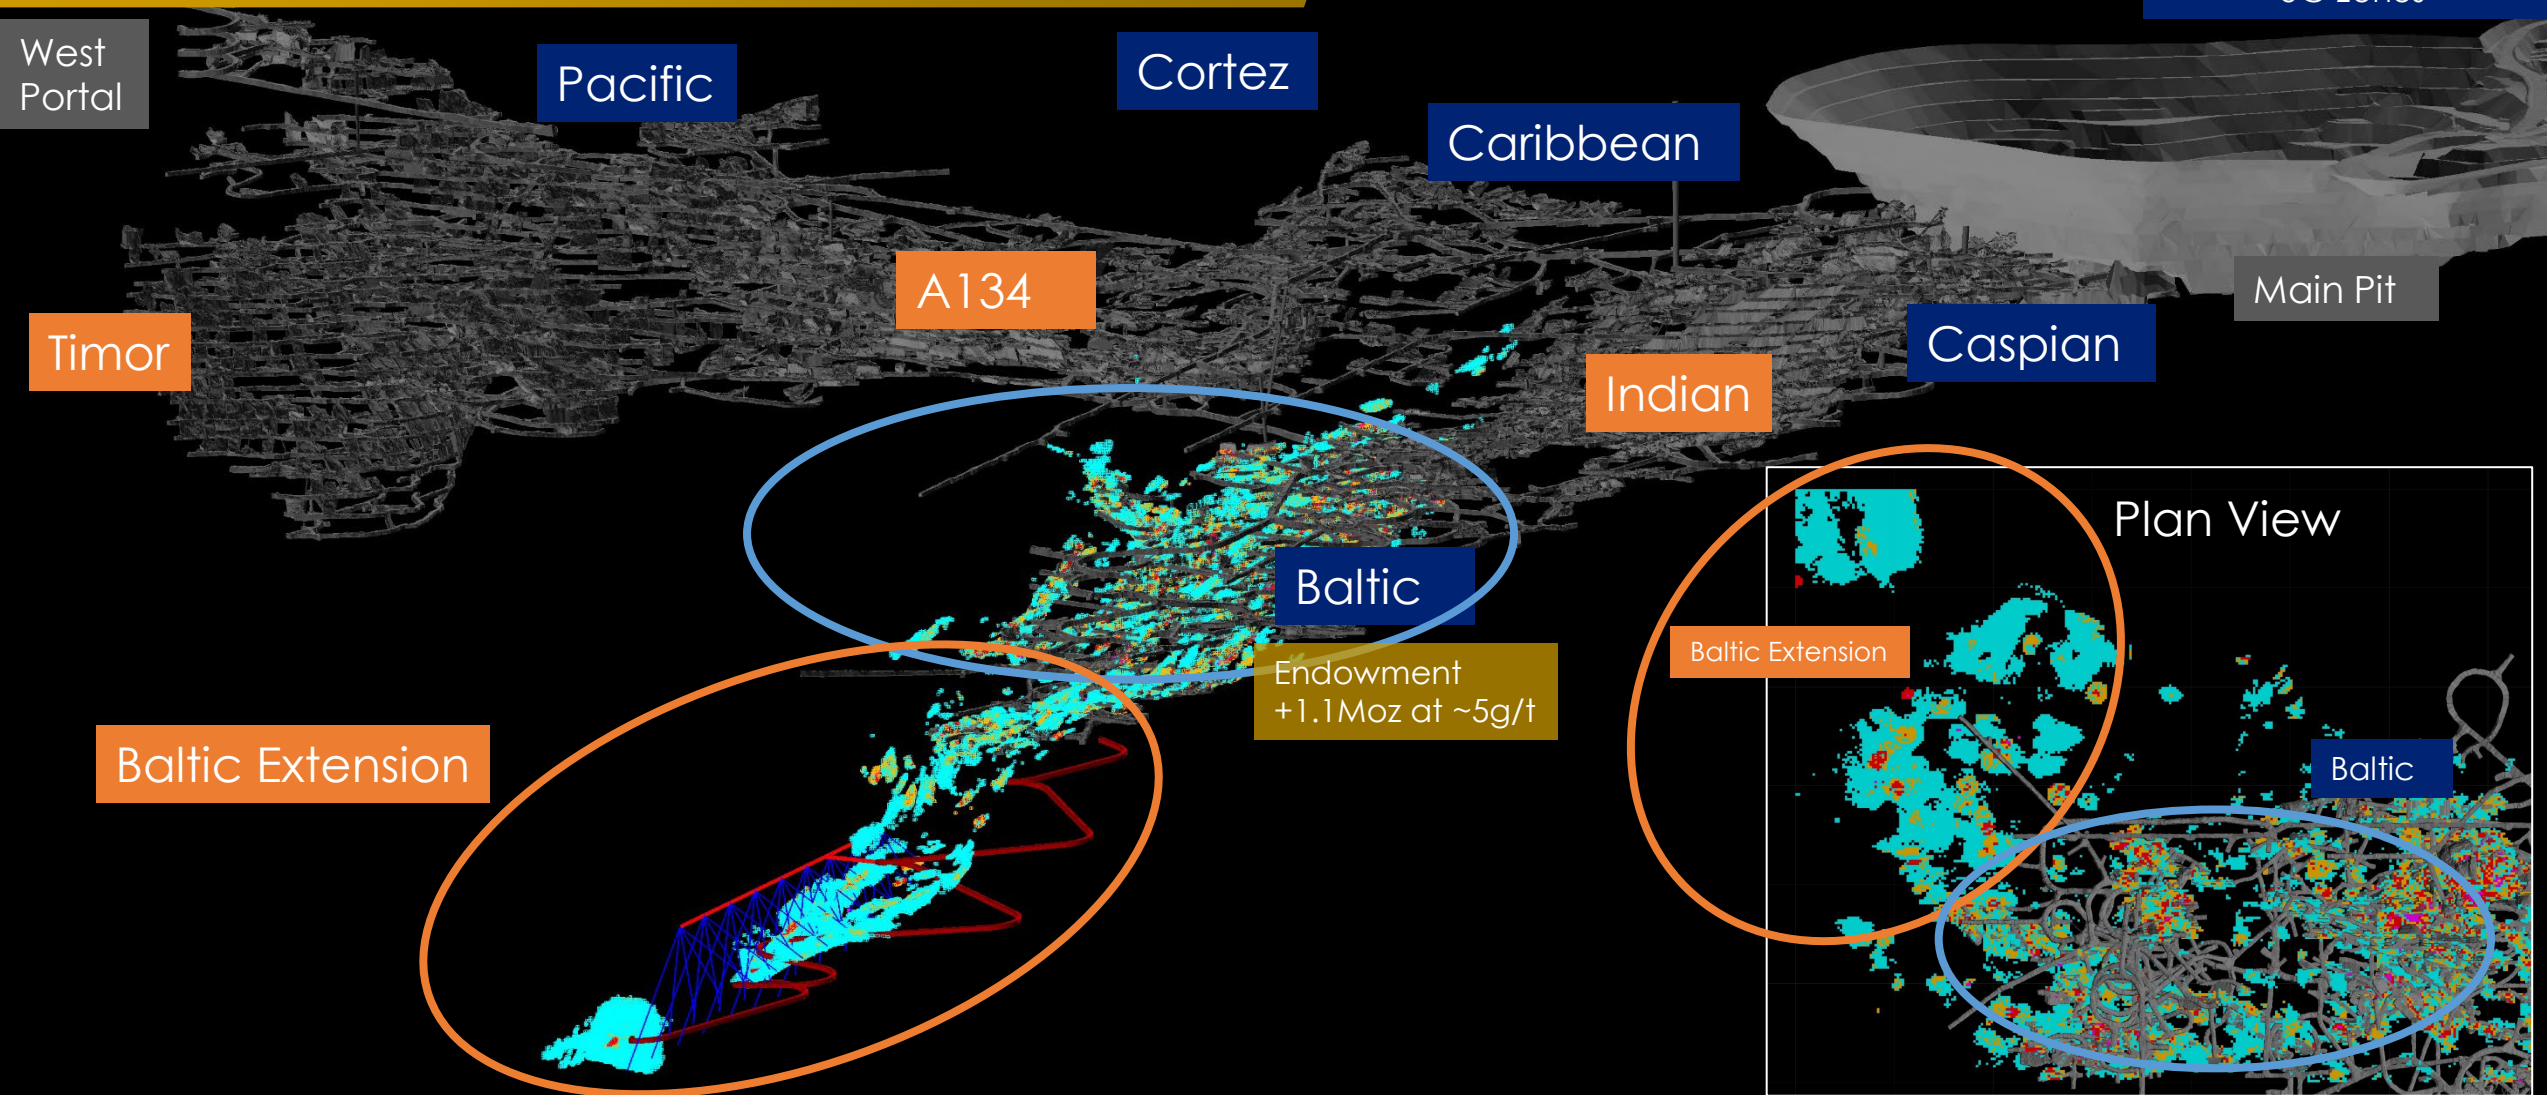 West
Portal
Pacific
Cortez
Caribbean
A134
Main Pit
Timor
Caspian
Indian
Plan View
Baltic
Baltic Extension
Endowment
+1.1Moz at ~5g/t
Baltic Extension
Baltic